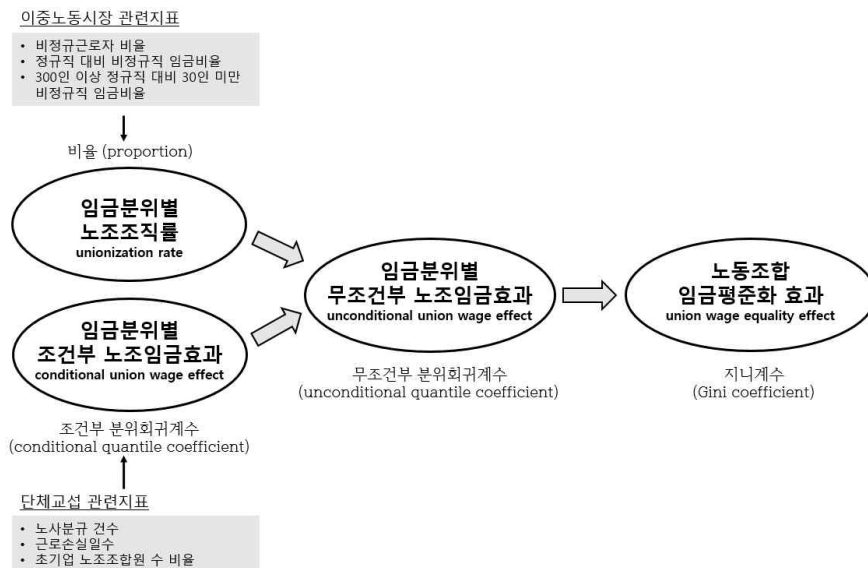 이중노동시장 관련지표
• 비정규근로자 비율
• 정규직 대비 비정규직 임금비율
• 300인 이상 정규직 대비 30인 미만
비정규직 임금비율
비율 (proportion)
임금분위별
노조조직률
unionization rate
임금분위별
조건부 노조임금효과
conditional union wage effect
조건부 분위회귀계수
(conditional quantile coefficient)
단체교섭 관련지표
• 노사분규 건수
• 근로손실일수
• 초기업 노조조합원 수 비율
임금분위별
무조건부 노조임금효과
unconditional union wage effect
무조건부 분위회귀계수
(unconditional quantile coefficient)
노동조합
임금평준화 효과
union wage equality effect
지니계수
(Gini coefficient)